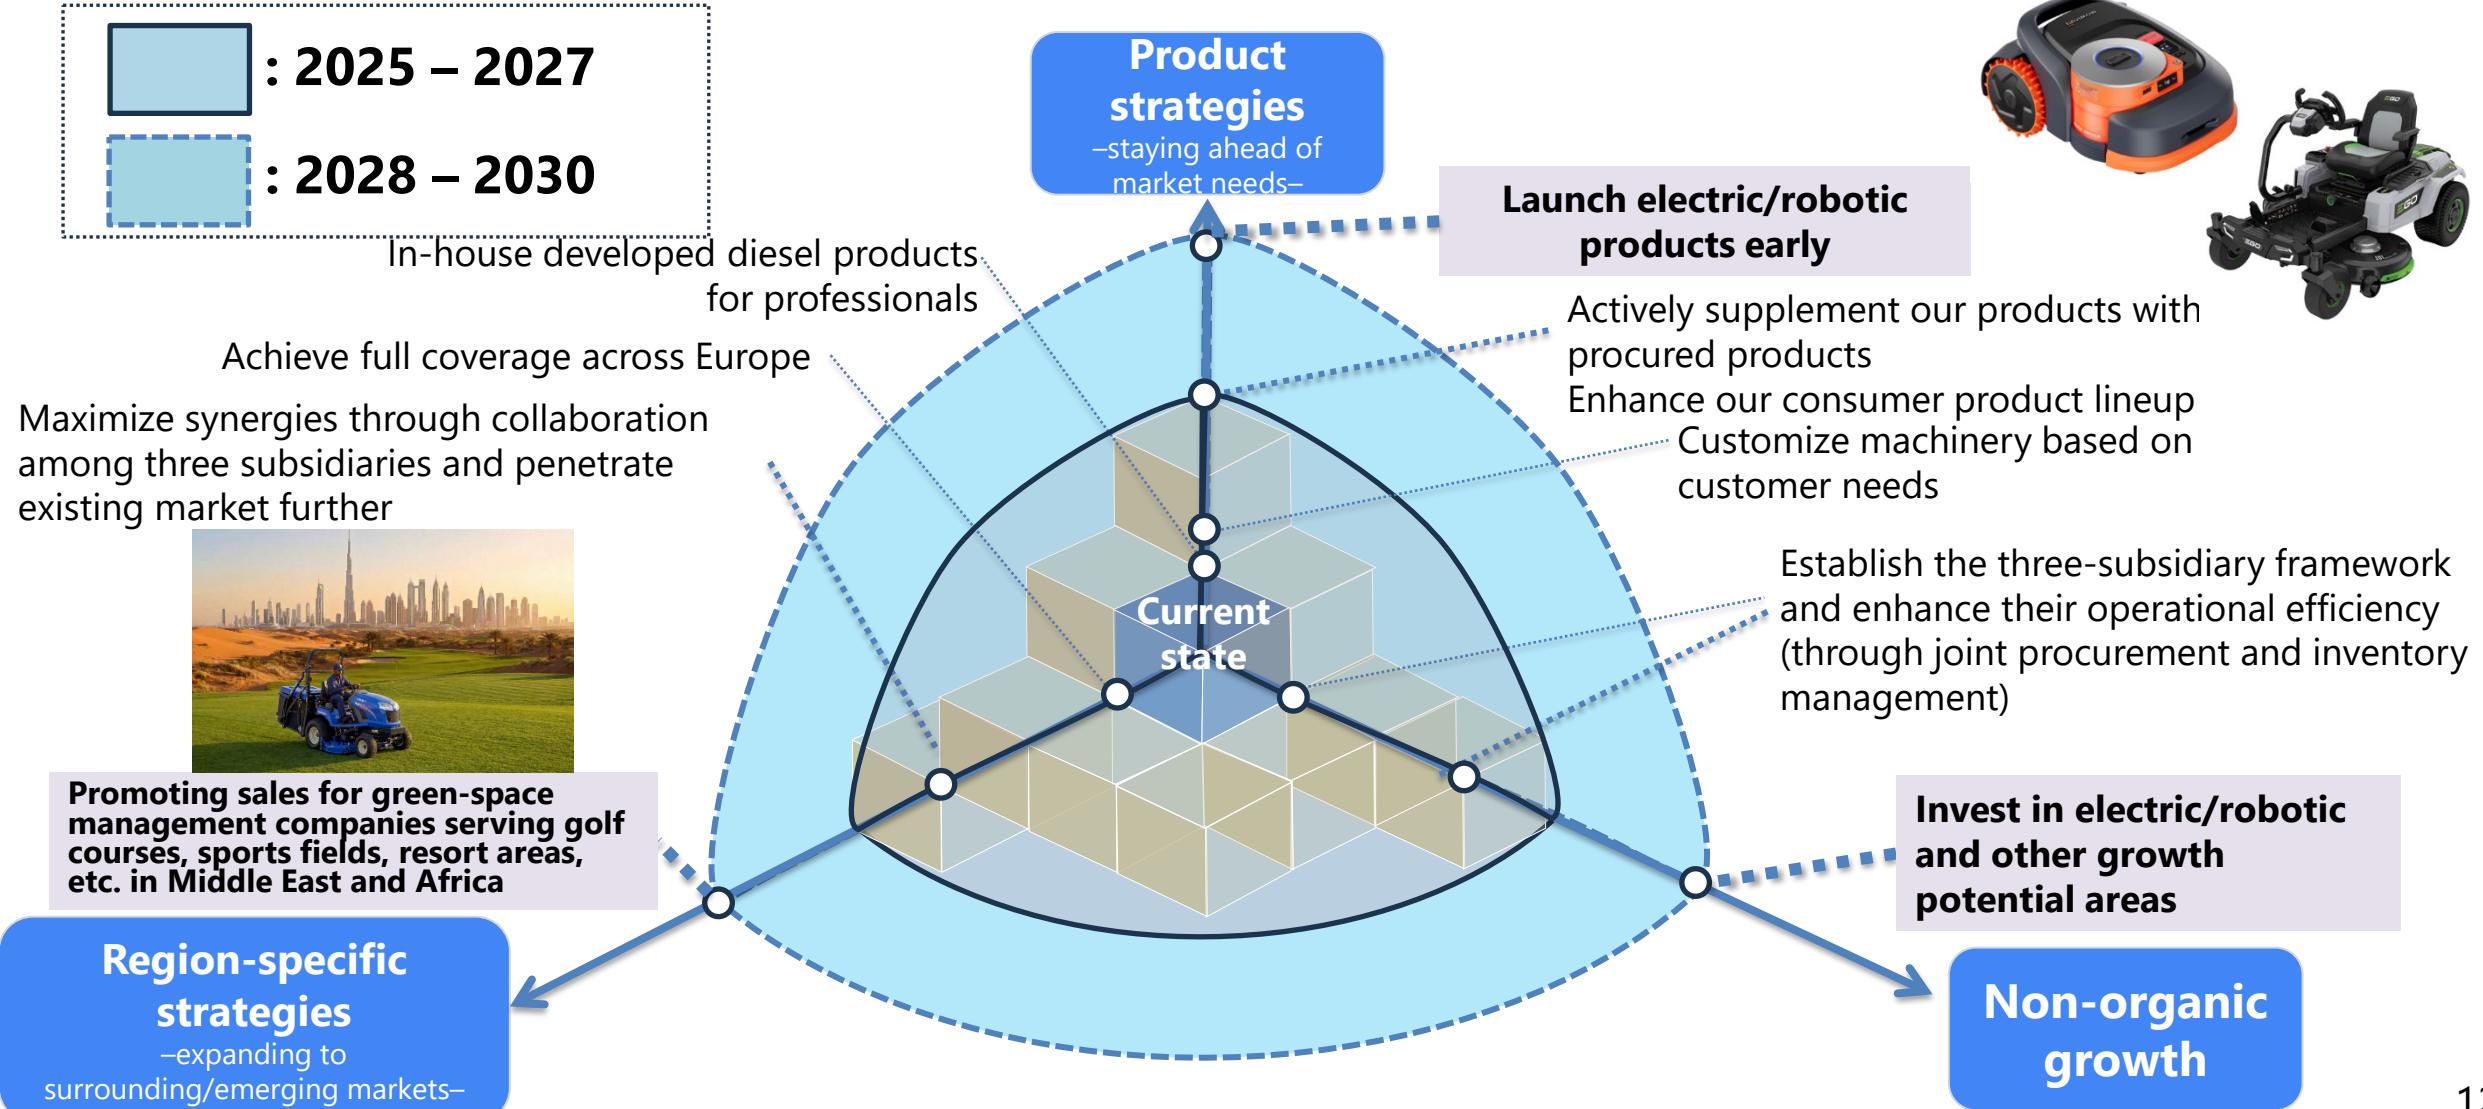 : 2025 – 2027
: 2028 – 2030
Product
strategies
–staying ahead of
market needs–
Launch electric/robotic
products early
In-house developed diesel products
for professionals
Achieve full coverage across Europe
Maximize synergies through collaboration
among three subsidiaries and penetrate
existing market further
Actively supplement our products with
procured products
Enhance our consumer product lineup
Customize machinery based on
customer needs
Establish the three-subsidiary framework
and enhance their operational efficiency
(through joint procurement and inventory
management)
Current
state
Promoting sales for green-space
management companies serving golf
courses, sports fields, resort areas,
etc. in Middle East and Africa
Invest in electric/robotic
and other growth
potential areas
Region-specific
strategies
–expanding to
surrounding/emerging markets–
Non-organic
growth
EGO
EGO